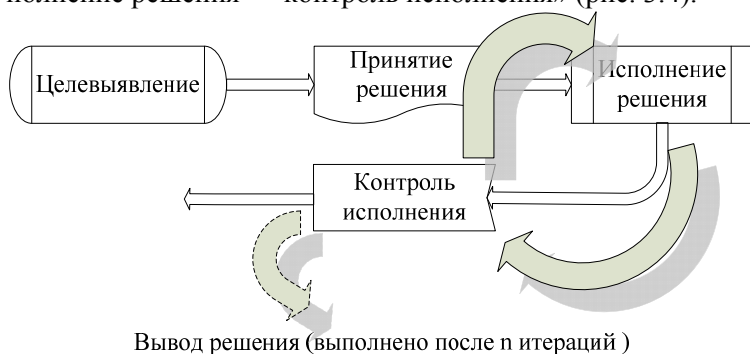 полнение решения — контроль исполнения» (рис. 3.4).
Целевыявление
Принятие
решения
Исполнение
решения
Контроль
исполнения
Вывод решения (выполнено после n итераций )